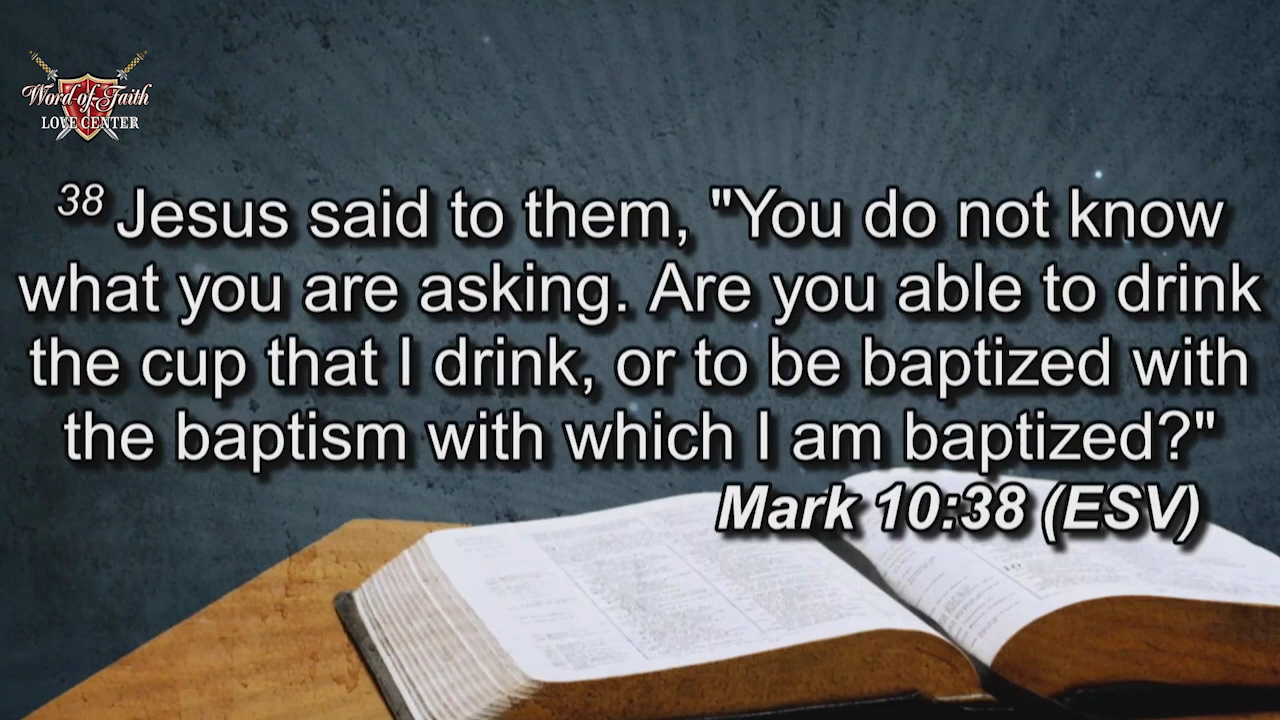 Word of Faith
LOVE CENTER
38 Jesus said to them, "You do not know
what you are asking. Are you able to drink
the cup that I drink, or to be baptized with
the baptism with which I am baptized?"
Mark 10:38 (ESV)